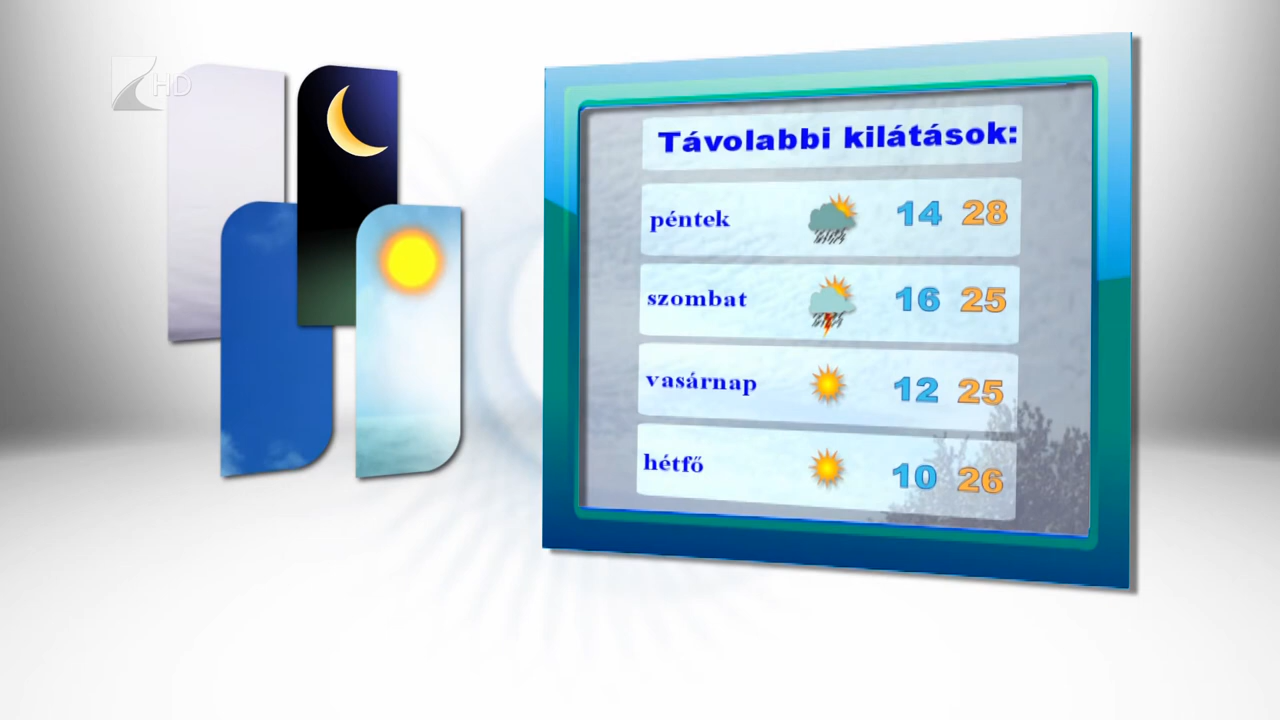 HD
Távolabbi kilátások:
péntek 14 28
szombat 16 25
vasárnap 12 25
hétfő 10 26